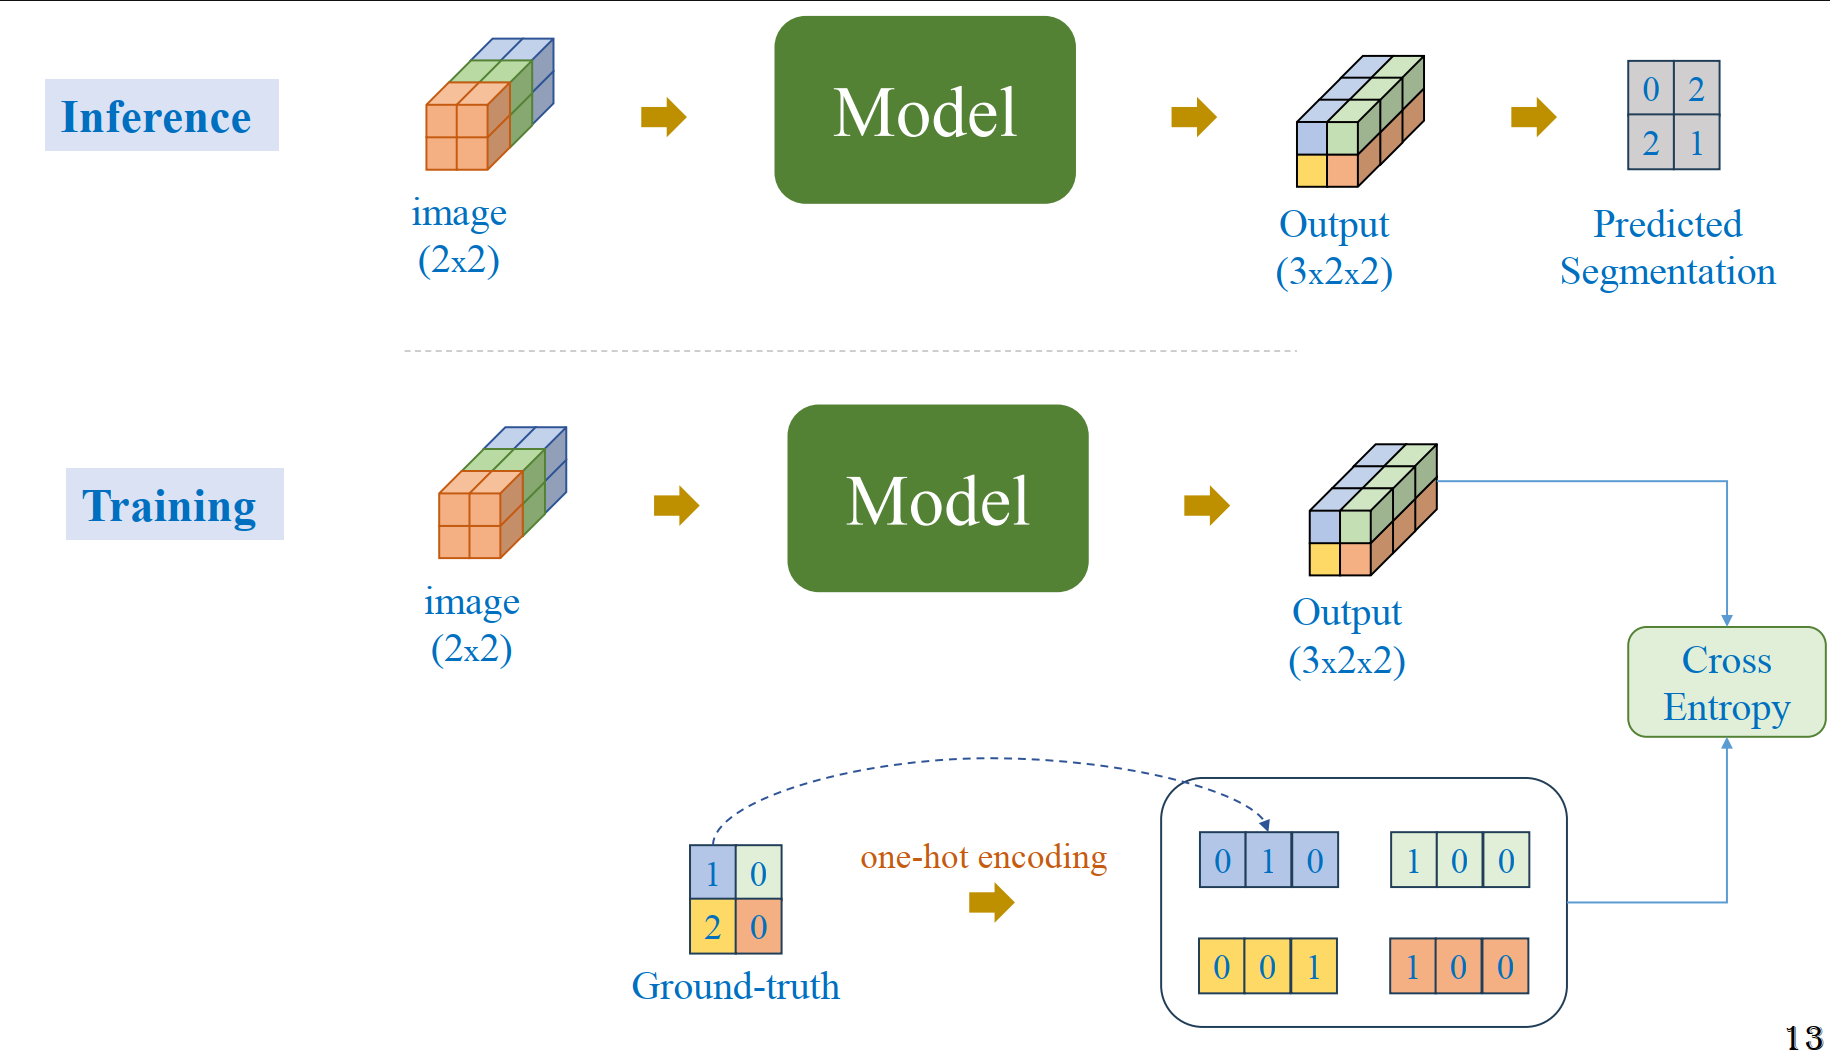 Inference
Model
image
(2x2)
Output
(3x2x2)
0 2
2 1
Predicted
Segmentation
Training
Model
image
(2x2)
Output
(3x2x2)
Cross
Entropy
1 0
2 0
Ground-truth
one-hot encoding
0 1 0
1 0 0
0 0 1
1 0 0
13